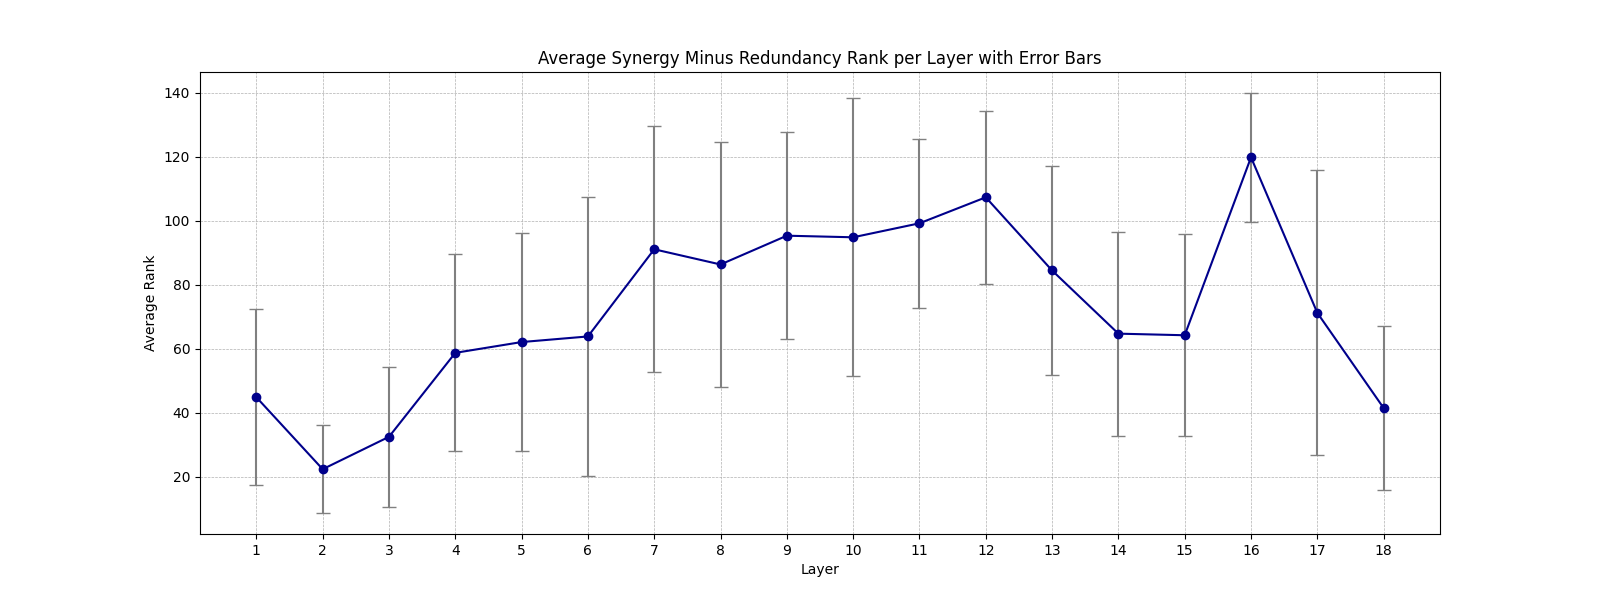 Average Synergy Minus Redundancy Rank per Layer with Error Bars
140
120
100
80
60
40
20
Average Rank
1 2 3 4 5 6 7 8 9 10 11 12 13 14 15 16 17 18
Layer